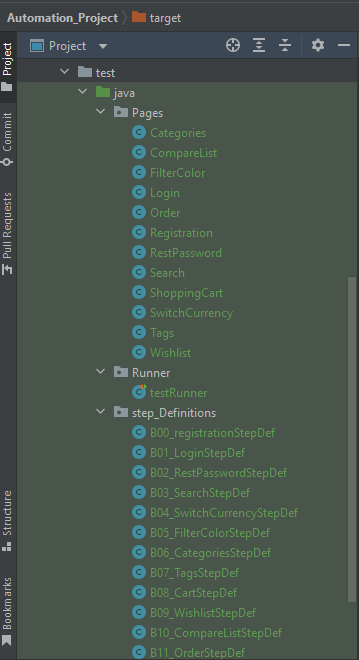 Automation_Project target
Project
Project
Commit
Pull Requests
Structure
Bookmarks
test
java
Pages
Categories
CompareList
FilterColor
Login
Order
Registration
RestPassword
Search
ShoppingCart
SwitchCurrency
Tags
Wishlist
Runner
testRunner
step_Definitions
B00_registrationStepDef
B01_LoginStepDef
B02_RestPasswordStepDef
B03_SearchStepDef
B04_SwitchCurrencyStepDef
B05_FilterColorStepDef
B06_CategoriesStepDef
B07_TagsStepDef
B08_CartStepDef
B09_WishlistStepDef
B10_CompareListStepDef
B11_OrderStepDef